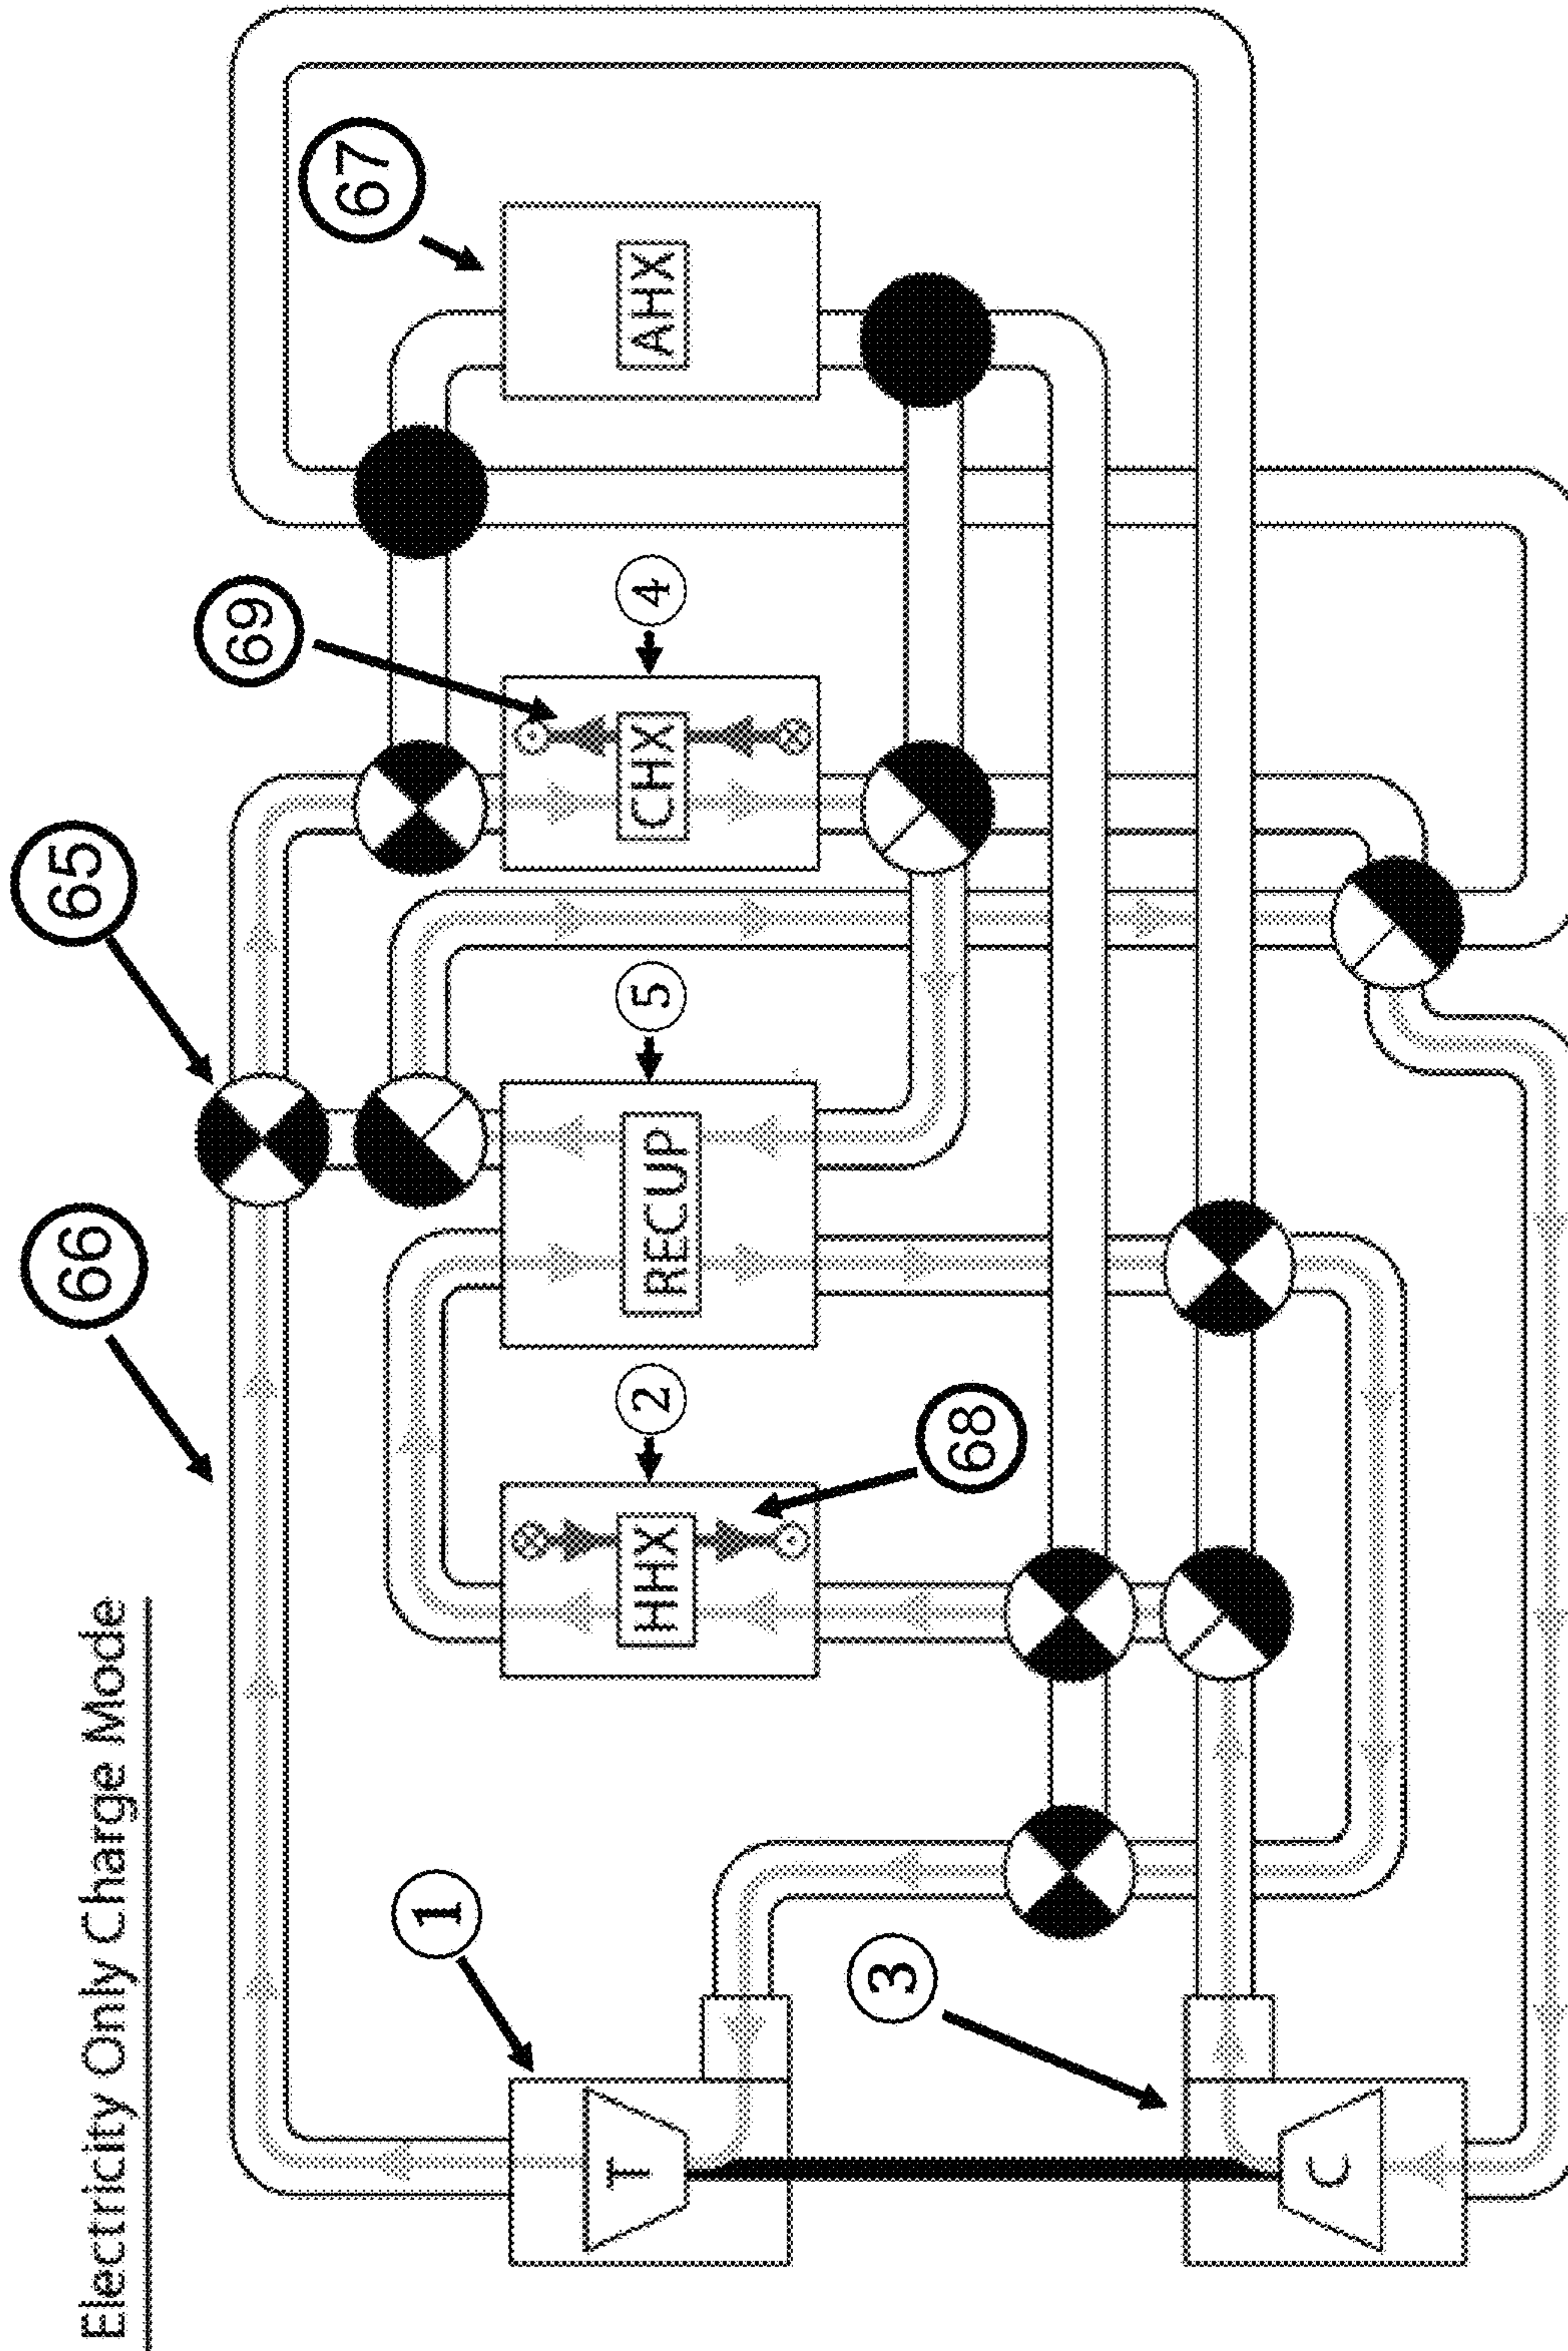 Electricity Only Charge Mode
66
65
69
67
1
2
5
4
T
HHX
RECUP
CHX
AHX
3
68
C